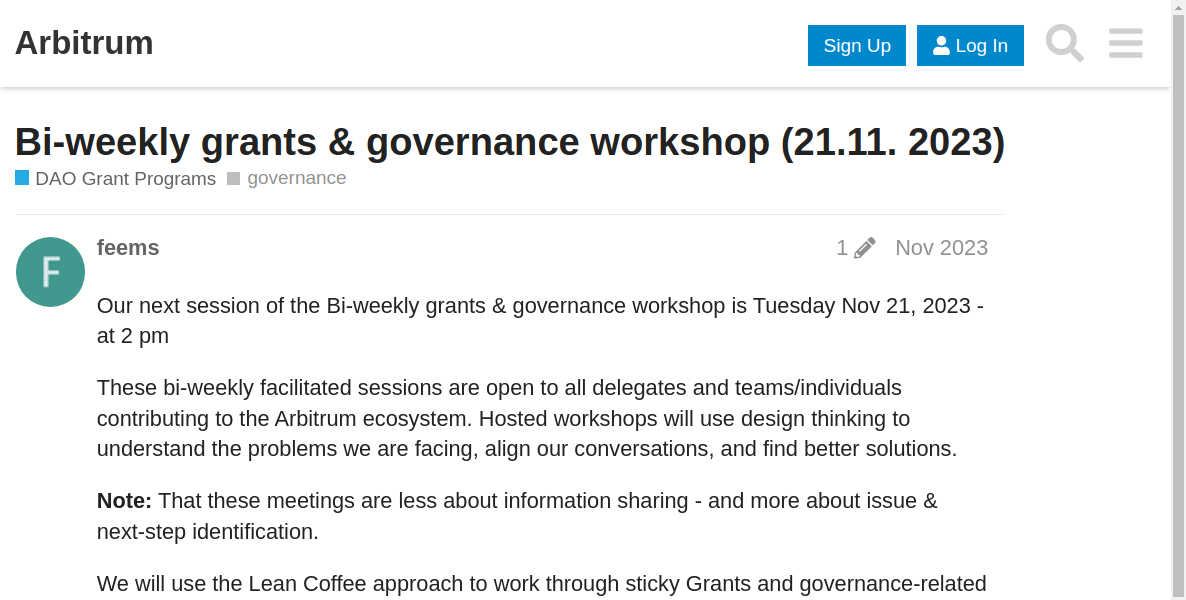 Arbitrum
Sign Up
Log In
Bi-weekly grants & governance workshop (21.11. 2023)
DAO Grant Programs governance
F
feems
1 Nov 2023
Our next session of the Bi-weekly grants & governance workshop is Tuesday Nov 21, 2023 -
at 2 pm
These bi-weekly facilitated sessions are open to all delegates and teams/individuals
contributing to the Arbitrum ecosystem. Hosted workshops will use design thinking to
understand the problems we are facing, align our conversations, and find better solutions.
Note: That these meetings are less about information sharing - and more about issue &
next-step identification.
We will use the Lean Coffee approach to work through sticky Grants and governance-related